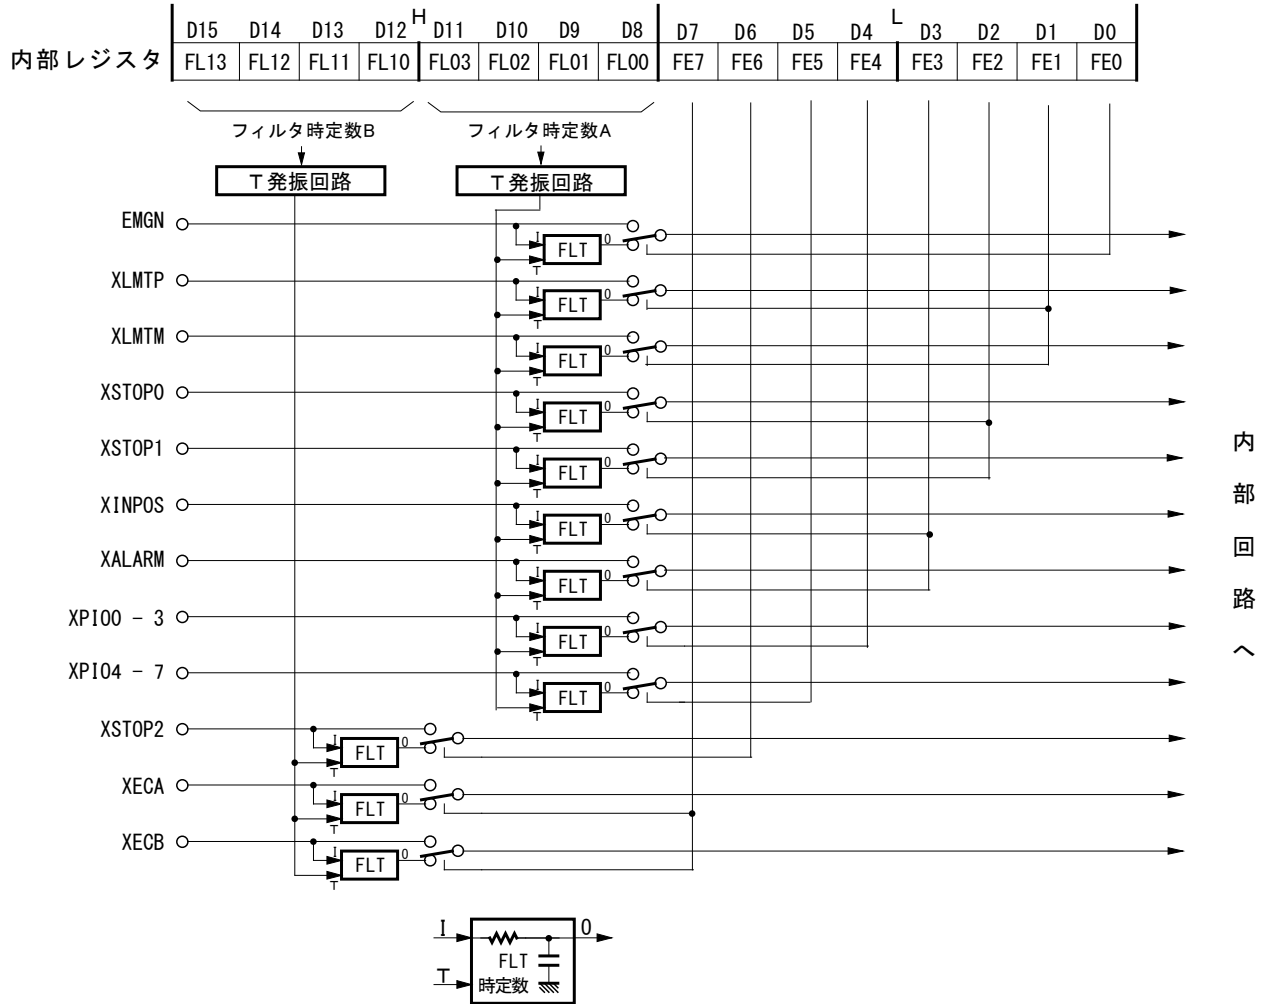 H L
D15 D14 D13 D12 D11 D10 D9 D8 D7 D6 D5 D4 D3 D2 D1 D0
内部レジスタ FL13 FL12 FL11 FL10 FL03 FL02 FL01 FL00 FE7 FE6 FE5 FE4 FE3 FE2 FE1 FE0
フィルタ時定数B フィルタ時定数A
T発振回路 T発振回路
EMGN I FLT O T
XLMTP I FLT O T
XLMTM I FLT O T
XSTOP0 I FLT O T
XSTOP1 I FLT O T
XINPOS I FLT O T
XALARM I FLT O T
XPIO0 - 3 I FLT O T
XPIO4 - 7 I FLT O T
XSTOP2 I FLT O T
XECA I FLT O T
XECB I FLT O T
内部回路へ
I O
FLT
T 時定数